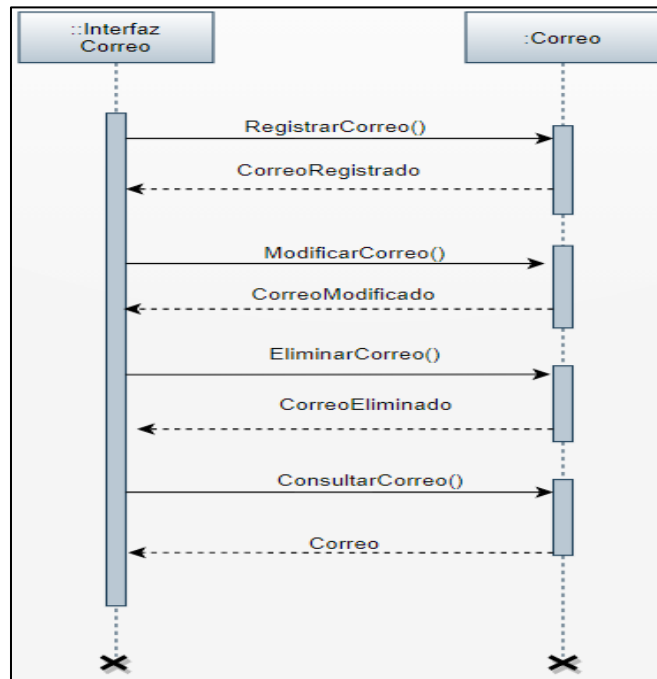 ::Interfaz
Correo
:Correo
RegistrarCorreo()
CorreoRegistrado
ModificarCorreo()
CorreoModificado
EliminarCorreo()
CorreoEliminado
ConsultarCorreo()
Correo